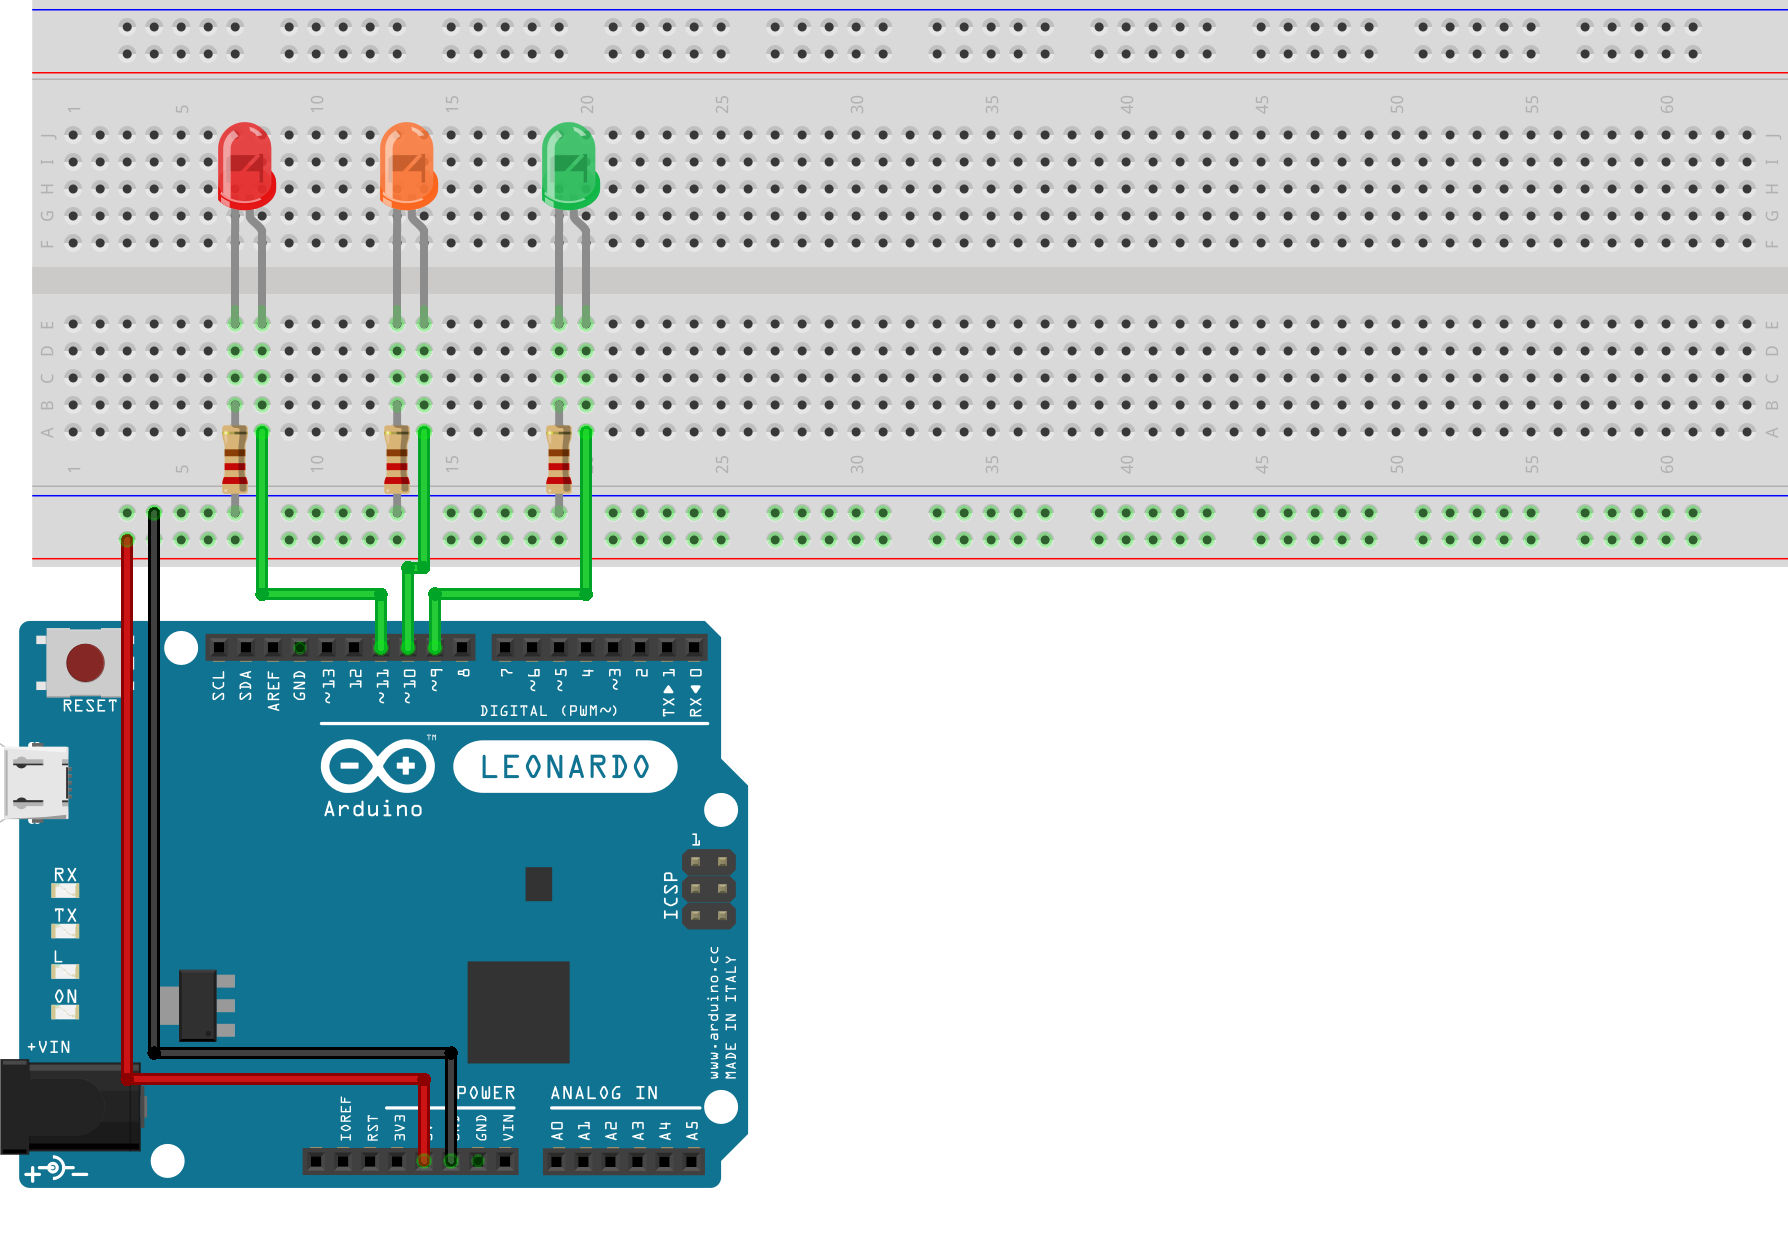 1 5 10 15 20 25 30 35 40 45 50 55 60
J J
I I
H H
G G
F F
E E
D D
C C
B B
A A
1 5 10 15 25 30 35 40 45 50 55 60
SCL SDA AREF GND ~13 12 ~11 ~10 ~9 8 7 ~6 ~5 4 ~3 2 TX▶1 RX◀0
RESET
DIGITAL (PWM~)
TM
LEONARDO
Arduino
1
ICSP
RX
TX
L
ON
www.arduino.cc
MADE IN ITALY
+VIN
POWER ANALOG IN
IOREF RST 3V3 GND VIN A0 A1 A2 A3 A4 A5